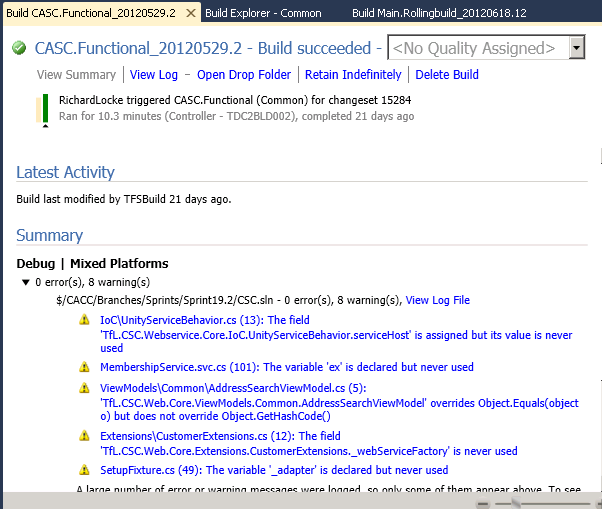 Build CASC.Functional_20120529.2 Build Explorer - Common Build Main.Rollingbuild_20120618.12
CASC.Functional_20120529.2 - Build succeeded - <No Quality Assigned>
View Summary | View Log - Open Drop Folder | Retain Indefinitely | Delete Build
RichardLocke triggered CASC.Functional (Common) for changeset 15284
Ran for 10.3 minutes (Controller - TDC2BLD002), completed 21 days ago
Latest Activity
Build last modified by TFSBuild 21 days ago.
Summary
Debug | Mixed Platforms
0 error(s), 8 warning(s)
$/CACC/Branches/Sprints/Sprint19.2/CSC.sln - 0 error(s), 8 warning(s), View Log File
IoC\UnityServiceBehavior.cs (13): The field
'TfL.CSC.Webservice.Core.IoC.UnityServiceBehavior.serviceHost' is assigned but its value is never
used
MembershipService.svc.cs (101): The variable 'ex' is declared but never used
ViewModels\Common\AddressSearchViewModel.cs (5):
'TfL.CSC.Web.Core.ViewModels.Common.AddressSearchViewModel' overrides Object.Equals(object
o) but does not override Object.GetHashCode()
Extensions\CustomerExtensions.cs (12): The field
'TfL.CSC.Web.Core.Extensions.CustomerExtensions._webServiceFactory' is never used
SetupFixture.cs (49): The variable '_adapter' is declared but never used
A large number of error or warning messages were logged, so only some of them appear above. To see